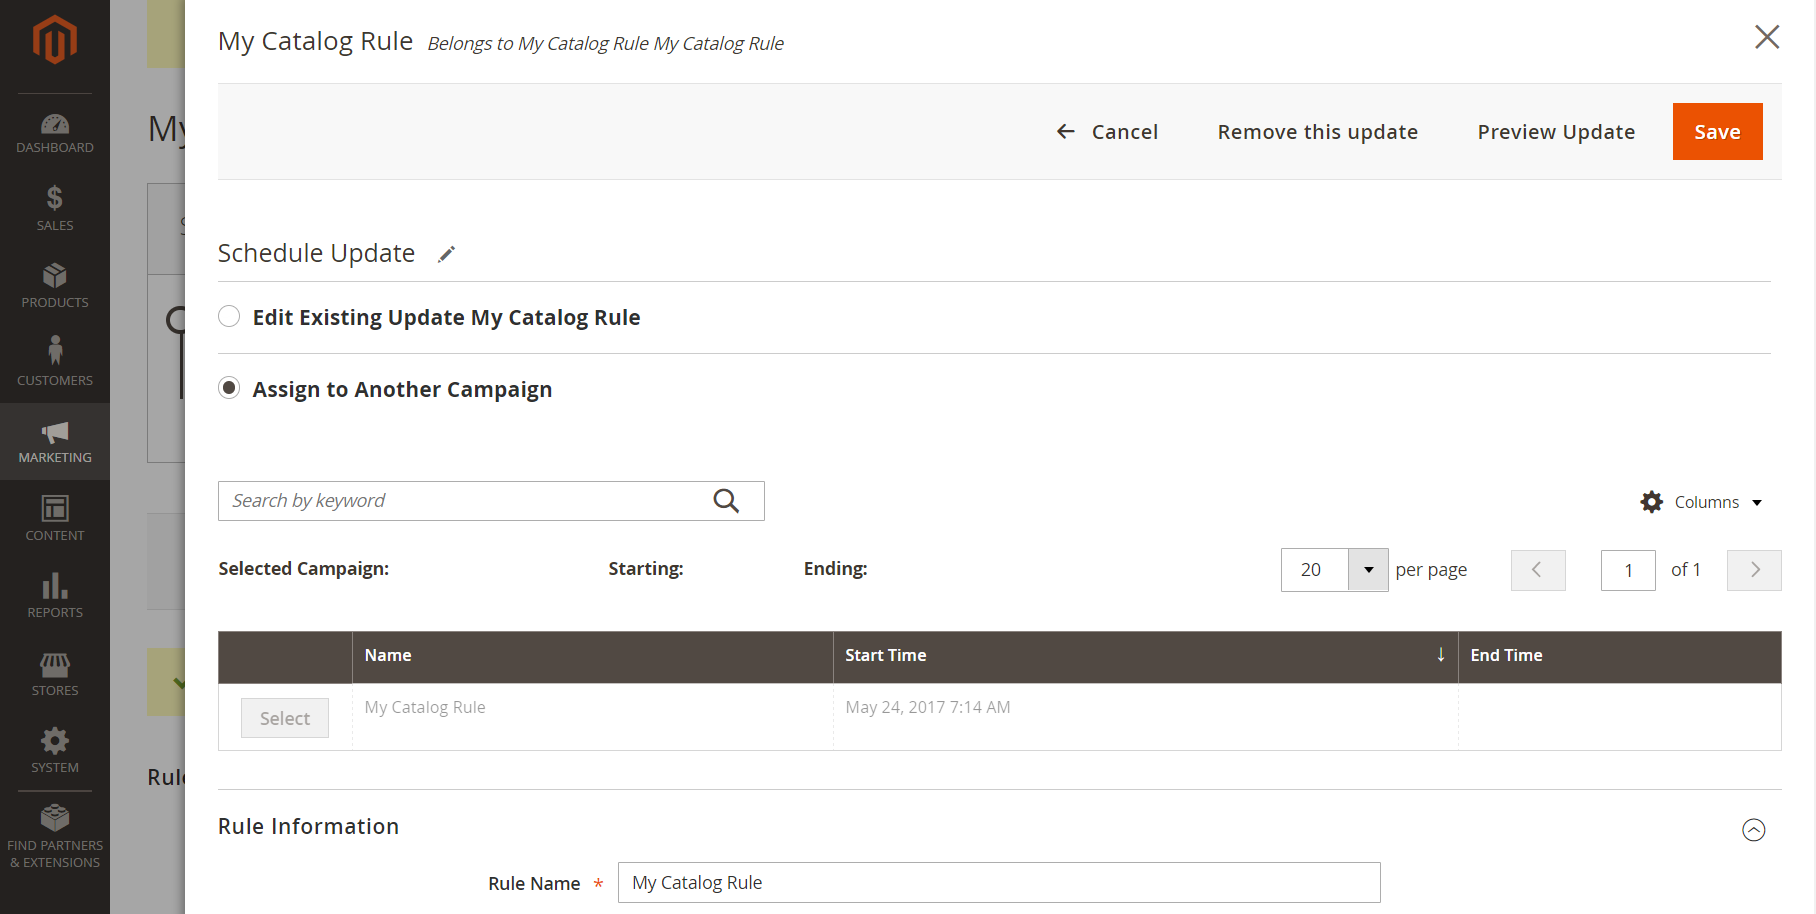 My Catalog Rule Belongs to My Catalog Rule My Catalog Rule
Cancel Remove this update Preview Update Save
DASHBOARD
SALES
PRODUCTS
CUSTOMERS
MARKETING
CONTENT
REPORTS
STORES
SYSTEM
FIND PARTNERS
& EXTENSIONS
My
Schedule Update
Edit Existing Update My Catalog Rule
Assign to Another Campaign
Search by keyword
Columns
Selected Campaign: Starting: Ending: 20 per page 1 of 1
Name Start Time ↓ End Time
Select My Catalog Rule May 24, 2017 7:14 AM
Rule Information
Rule Name * My Catalog Rule